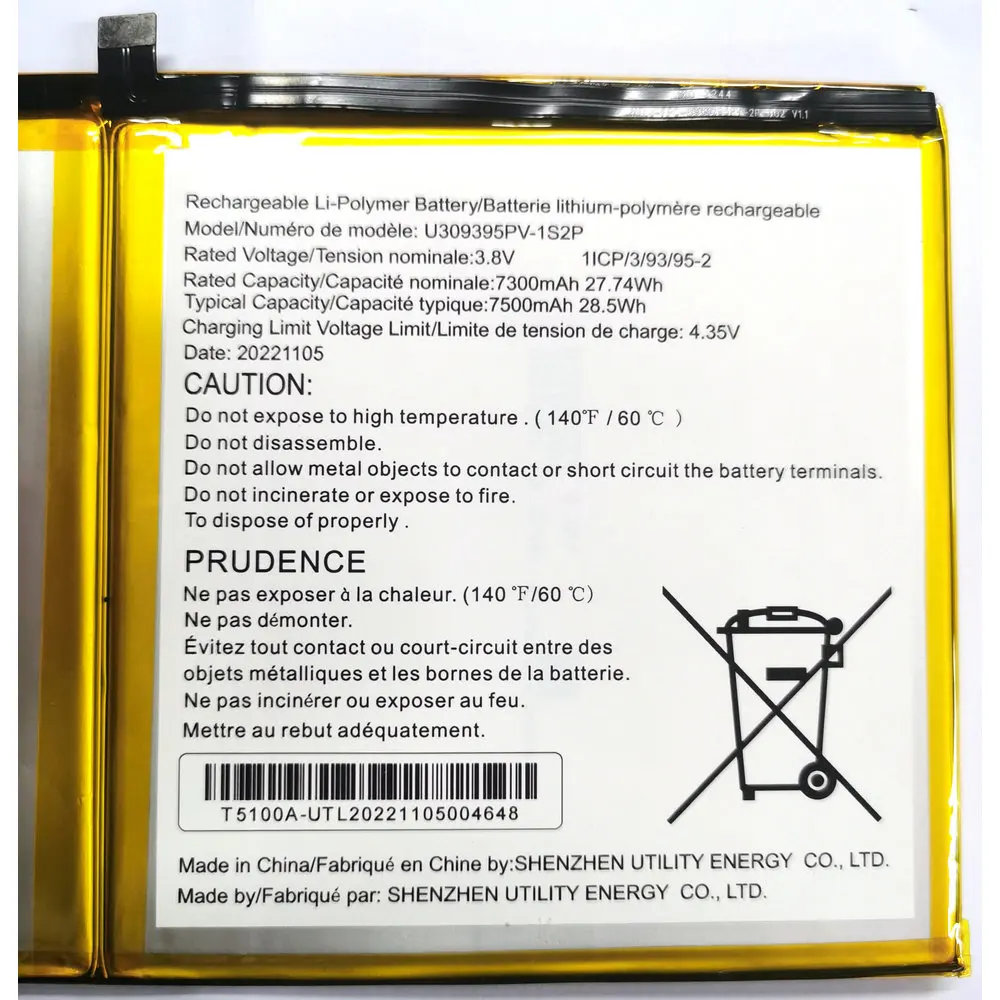 244
V1.1
Rechargeable Li-Polymer Battery/Batterie lithium-polymère rechargeable
Model/Numéro de modèle: U309395PV-1S2P
Rated Voltage/Tension nominale:3.8V 1ICP/3/93/95-2
Rated Capacity/Capacité nominale:7300mAh 27.74Wh
Typical Capacity/Capacité typique:7500mAh 28.5Wh
Charging Limit Voltage Limit/Limite de tension de charge: 4.35V
Date: 20221105
CAUTION:
Do not expose to high temperature . ( 140℉ / 60 ℃ )
Do not disassemble.
Do not allow metal objects to contact or short circuit the battery terminals.
Do not incinerate or expose to fire.
To dispose of properly .
PRUDENCE
Ne pas exposer à la chaleur. (140 ℉/60 ℃)
Ne pas démonter.
Évitez tout contact ou court-circuit entre des
objets métalliques et les bornes de la batterie.
Ne pas incinérer ou exposer au feu.
Mettre au rebut adéquatement.
T5100A-UTL20221105004648
Made in China/Fabriqué en Chine by:SHENZHEN UTILITY ENERGY CO., LTD.
Made by/Fabriqué par: SHENZHEN UTILITY ENERGY CO., LTD.